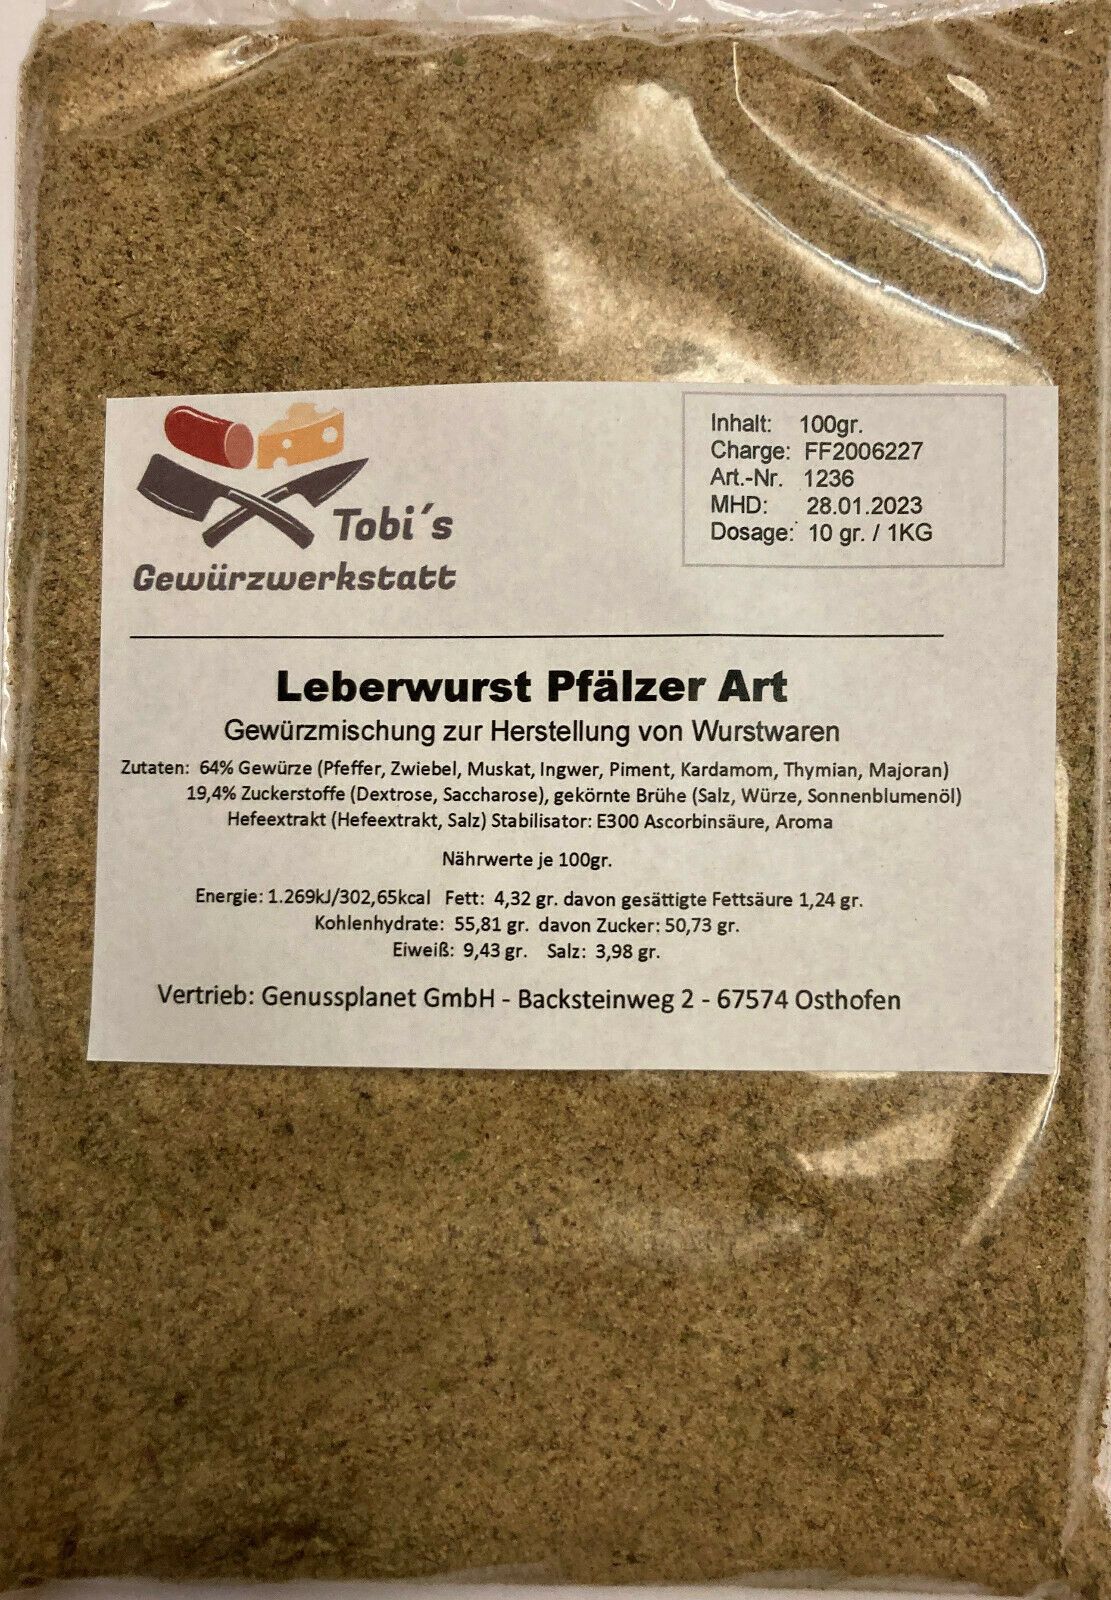 Tobi´s
Gewürzwerkstatt
Inhalt: 100gr.
Charge: FF2006227
Art.-Nr. 1236
MHD: 28.01.2023
Dosage: 10 gr. / 1KG
Leberwurst Pfälzer Art
Gewürzmischung zur Herstellung von Wurstwaren
Zutaten: 64% Gewürze (Pfeffer, Zwiebel, Muskat, Ingwer, Piment, Kardamom, Thymian, Majoran)
19,4% Zuckerstoffe (Dextrose, Saccharose), gekörnte Brühe (Salz, Würze, Sonnenblumenöl)
Hefeextrakt (Hefeextrakt, Salz) Stabilisator: E300 Ascorbinsäure, Aroma
Nährwerte je 100gr.
Energie: 1.269kJ/302,65kcal Fett: 4,32 gr. davon gesättigte Fettsäure 1,24 gr.
Kohlenhydrate: 55,81 gr. davon Zucker: 50,73 gr.
Eiweiß: 9,43 gr. Salz: 3,98 gr.
Vertrieb: Genussplanet GmbH - Backsteinweg 2 - 67574 Osthofen